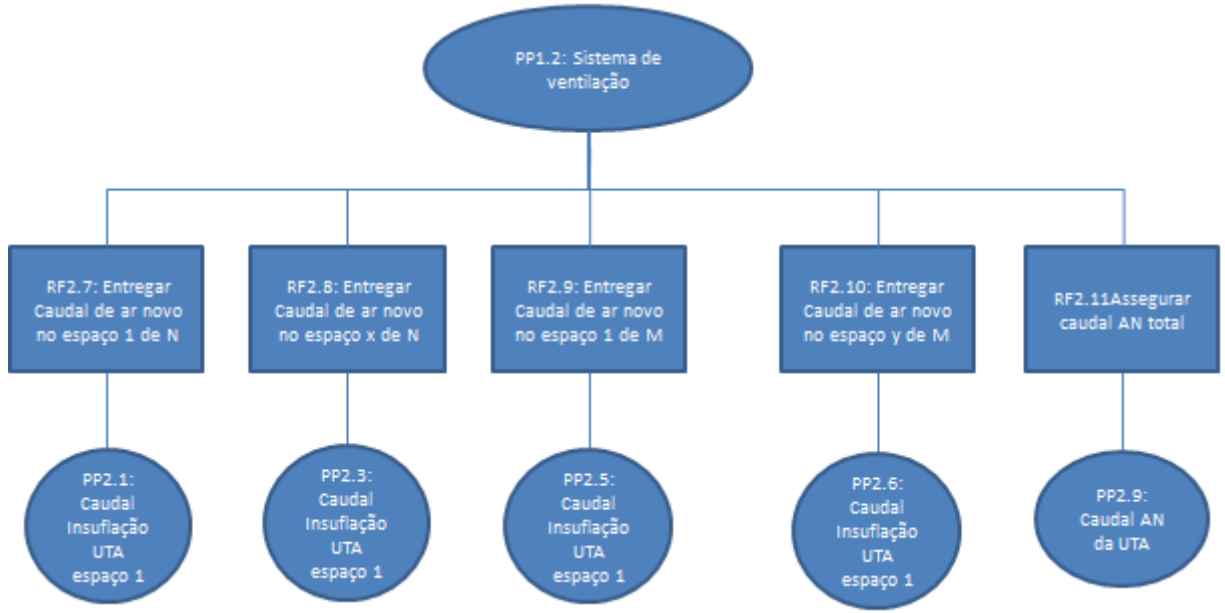 PP1.2: Sistema de
ventilação
RF2.7: Entregar
Caudal de ar novo
no espaço 1 de N
RF2.8: Entregar
Caudal de ar novo
no espaço x de N
RF2.9: Entregar
Caudal de ar novo
no espaço 1 de M
RF2.10: Entregar
Caudal de ar novo
no espaço y de M
RF2.11Assegurar
caudal AN total
PP2.1:
Caudal
Insuflação
UTA
espaço 1
PP2.3:
Caudal
Insuflação
UTA
espaço 1
PP2.5:
Caudal
Insuflação
UTA
espaço 1
PP2.6:
Caudal
Insuflação
UTA
espaço 1
PP2.9:
Caudal AN
da UTA